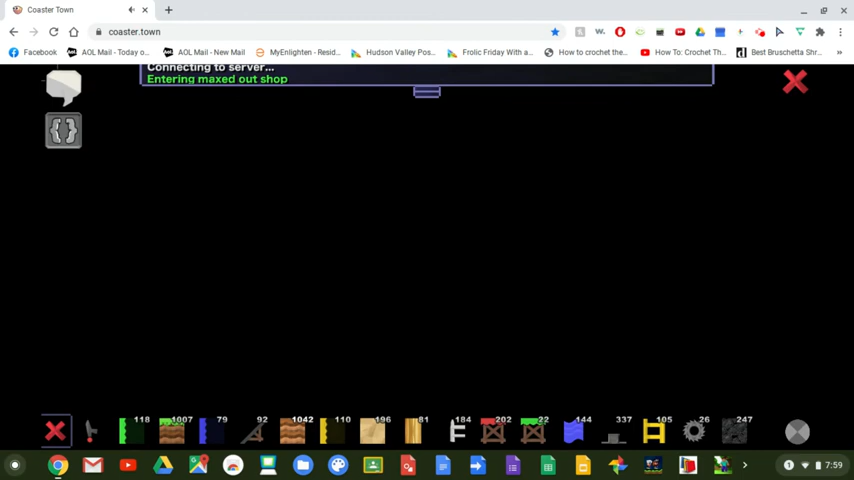 Coaster Town
coaster.town
Facebook
AOL Mail - Today o...
AOL Mail - New Mail
MyEnlighten - Resid...
Hudson Valley Pos...
Frolic Friday With a...
How to crochet the...
How To: Crochet Th...
Best Bruschetta Shr...
Connecting to server...
Entering maxed out shop
118 1007 79 92 1042 110 196 81 184 202 22 144 337 105 26 247
1 7:59